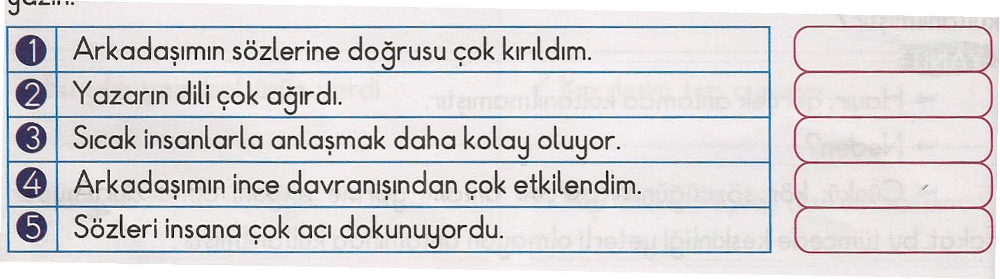 yazın.
1 Arkadaşımın sözlerine doğrusu çok kırıldım.
2 Yazarın dili çok ağırdı.
3 Sıcak insanlarla anlaşmak daha kolay oluyor.
4 Arkadaşımın ince davranışından çok etkilendim.
5 Sözleri insana çok acı dokunuyordu.